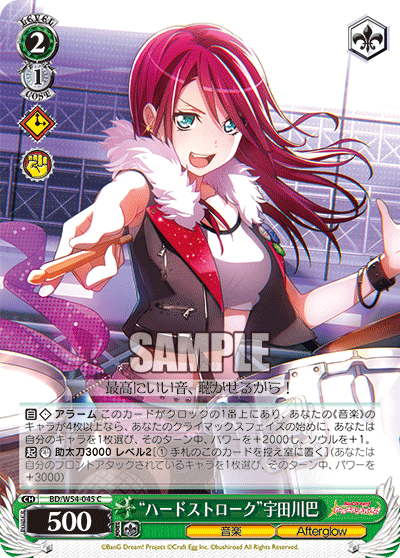 LEVEL
2
1
COST
SAMPLE
最高にいい音、聴かせるから！
【永】 アラーム このカードがクロックの1番上にあり、あなたの《音楽》の
キャラが4枚以上なら、あなたのクライマックスフェイズの始めに、あなたは
自分のキャラを1枚選び、そのターン中、パワーを+2000し、ソウルを+1。
【起】 助太刀3000 レベル2 [① 手札のこのカードを控え室に置く] (あなたは
自分のフロントアタックされているキャラを1枚選び、そのターン中、パワーを
+3000)
CH BD/W54-045 C
POWER
500
"ハードストローク"宇田川巴
音楽 Afterglow
©BanG Dream! Project ©Craft Egg Inc. ©bushiroad All Rights Reserved.